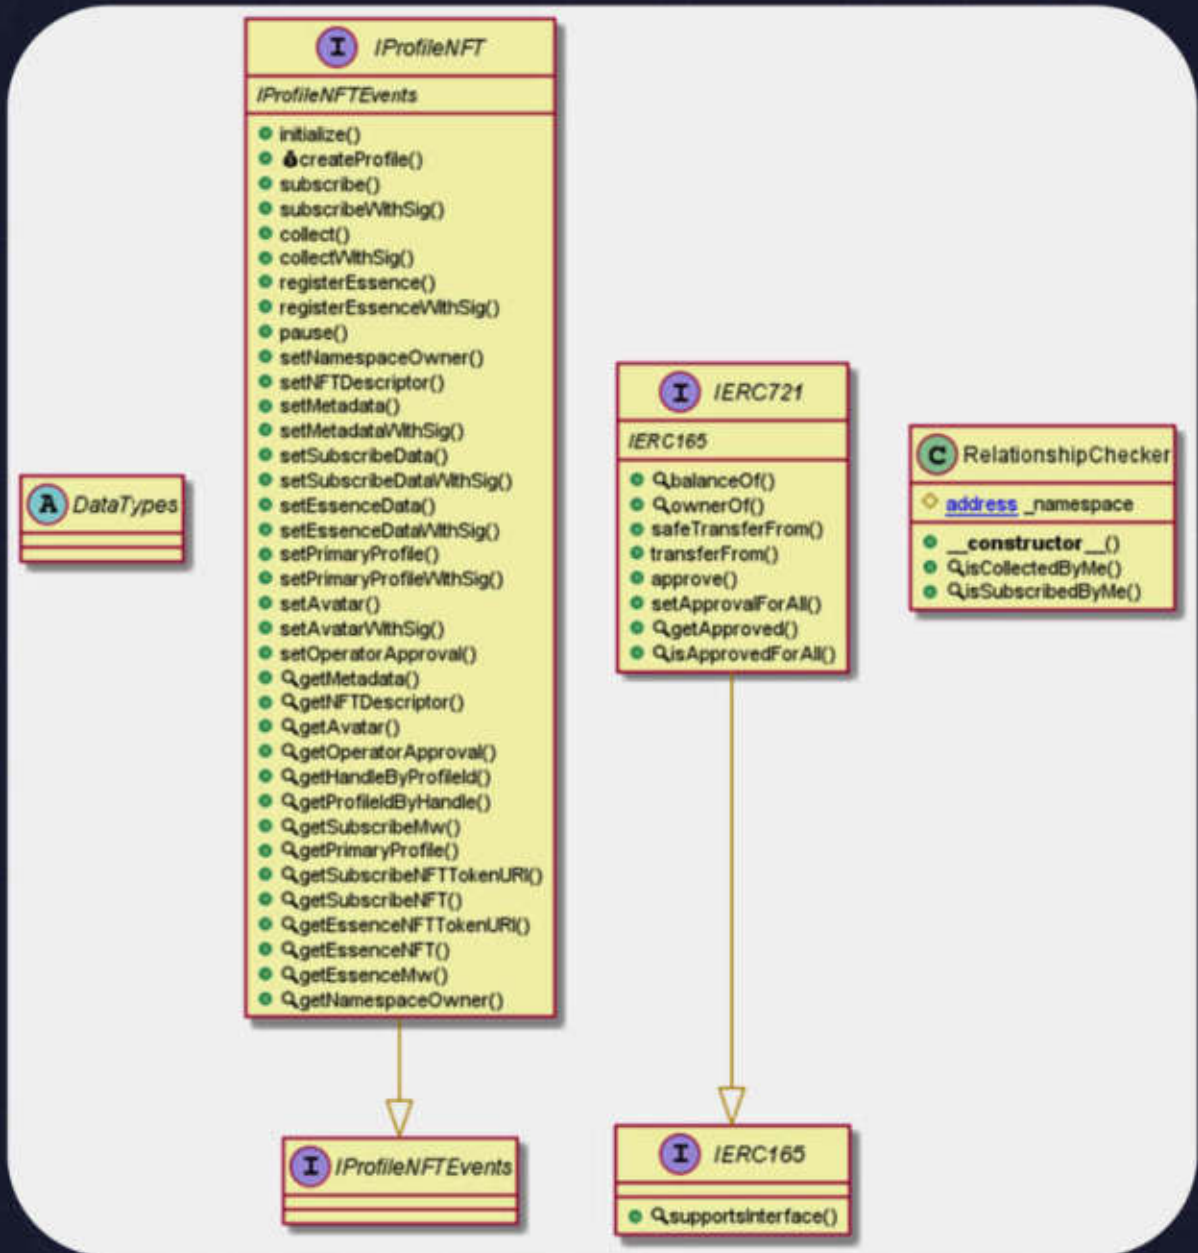 I IProfileNFT
IProfileNFTEvents
initialize()
createProfile()
subscribe()
subscribeWithSig()
collect()
collectWithSig()
registerEssence()
registerEssenceWithSig()
pause()
setNamespaceOwner()
setNFTDescriptor()
setMetadata()
setMetadataWithSig()
setSubscribeData()
setSubscribeDataWithSig()
setEssenceData()
setEssenceDataWithSig()
setPrimaryProfile()
setPrimaryProfileWithSig()
setAvatar()
setAvatarWithSig()
setOperatorApproval()
getMetadata()
getNFTDescriptor()
getAvatar()
getOperatorApproval()
getHandleByProfileId()
getProfileIdByHandle()
getSubscribeMw()
getPrimaryProfile()
getSubscribeNFTTokenURI()
getSubscribeNFT()
getEssenceNFTTokenURI()
getEssenceNFT()
getEssenceMw()
getNamespaceOwner()
A DataTypes
I IERC721
IERC165
balanceOf()
ownerOf()
safeTransferFrom()
transferFrom()
approve()
setApprovalForAll()
getApproved()
isApprovedForAll()
C RelationshipChecker
address _namespace
__constructor__()
isCollectedByMe()
isSubscribedByMe()
I IProfileNFTEvents
I IERC165
supportsInterface()